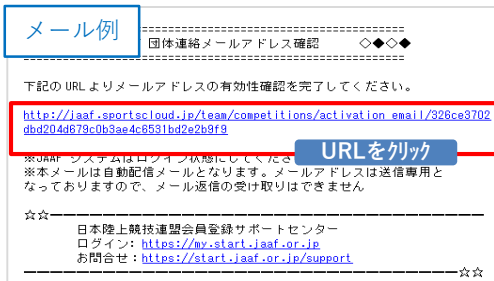 メール例
==================================================
団体連絡メールアドレス確認 ◇◆◇◆
--------------------------------------------------
下記のURLよりメールアドレスの有効性確認を完了してください。
http://jaaf.sportscloud.jp/team/competitions/activation_email/326ce3702
dbd204d679c0b3ae4c6531bd2e2b9f9
URLをクリック
※JAAF システムはログイン状態にしてくださ
※本メールは自動配信メールとなります。メールアドレスは送信専用と
なっておりますので、メール返信の受け取りはできません
☆☆━━━━━━━━━━━━━━━━━━━━━━━━━━━━━━
日本陸上競技連盟会員登録サポートセンター
ログイン: https://my.start.jaaf.or.jp
お問合せ：https://start.jaaf.or.jp/support
━━━━━━━━━━━━━━━━━━━━━━━━━━━━━━☆☆